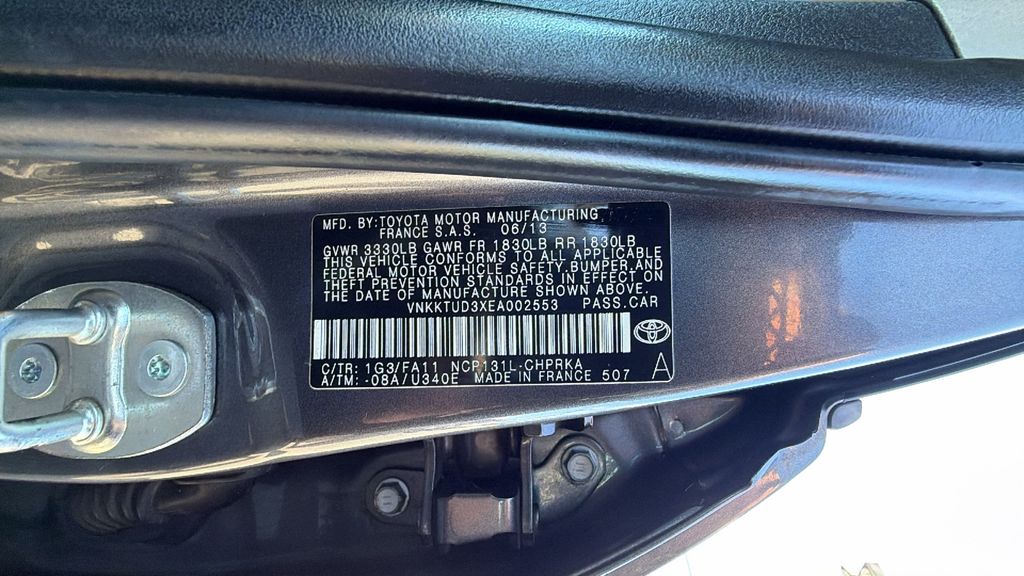 MFD. BY:TOYOTA MOTOR MANUFACTURING
FRANCE S.A.S. 06/13
GVWR 3330LB GAWR FR 1830LB RR 1830LB
THIS VEHICLE CONFORMS TO ALL APPLICABLE
FEDERAL MOTOR VEHICLE SAFETY,BUMPER,AND
THEFT PREVENTION STANDARDS IN EFFECT ON
THE DATE OF MANUFACTURE SHOWN ABOVE.
VNKKTUD3XEA002553 PASS.CAR
C/TR: 1G3/FA11 NCP131L-CHPRKA
A/TM: -08A/U340E MADE IN FRANCE 507 A